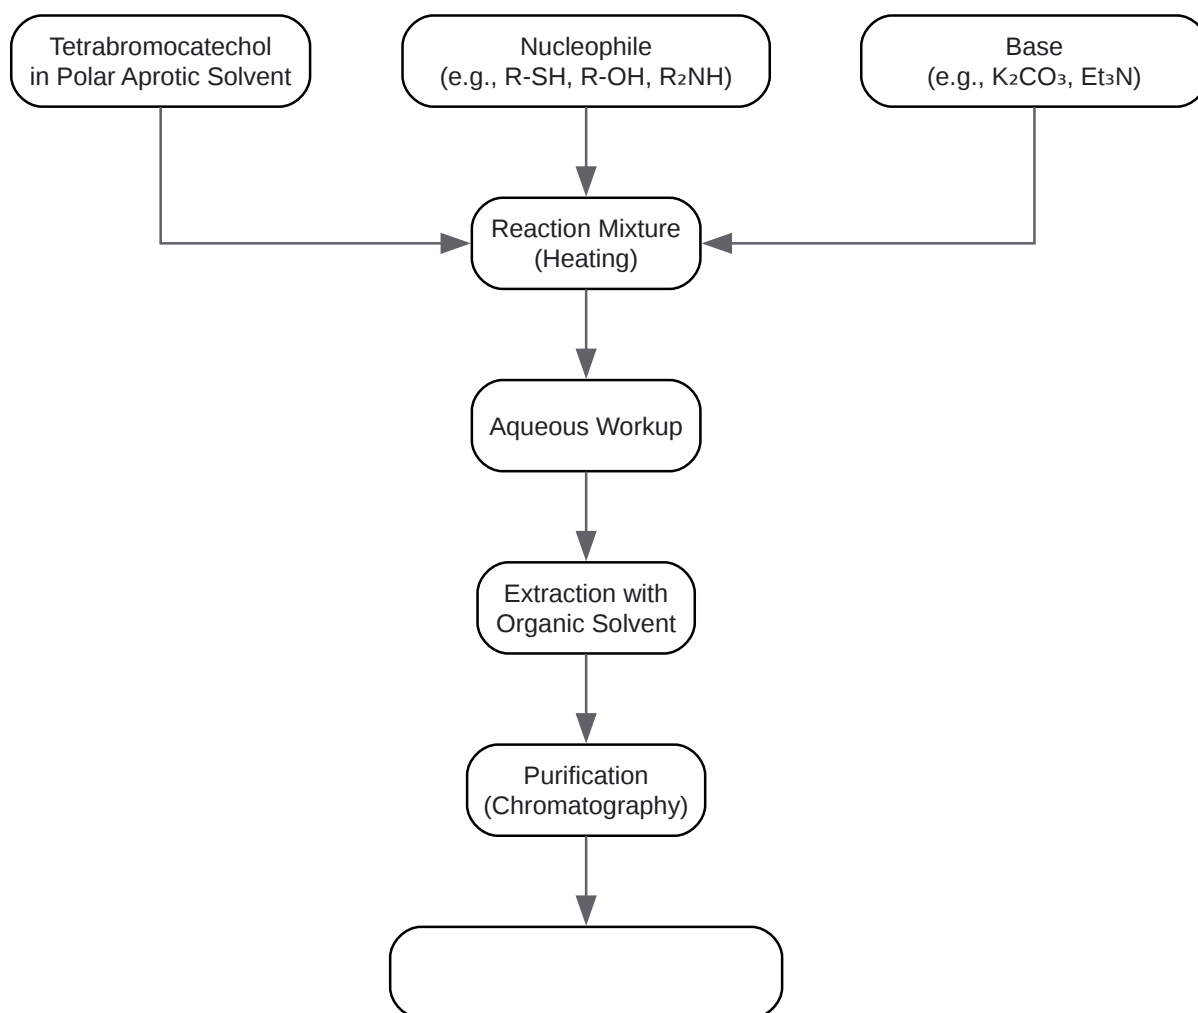 Tetrabromocatechol
in Polar Aprotic Solvent
Nucleophile
(e.g., R-SH, R-OH, R₂NH)
Base
(e.g., K₂CO₃, Et₃N)
Reaction Mixture
(Heating)
Aqueous Workup
Extraction with
Organic Solvent
Purification
(Chromatography)